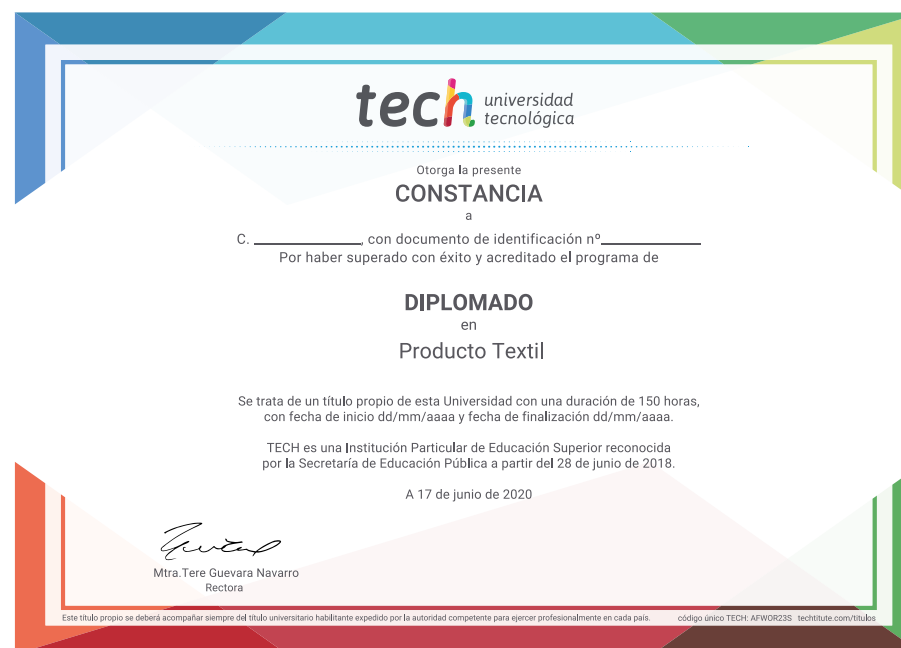 tech universidad
tecnológica
Otorga la presente
CONSTANCIA
a
C. ______________, con documento de identificación nº_____________
Por haber superado con éxito y acreditado el programa de
DIPLOMADO
en
Producto Textil
Se trata de un título propio de esta Universidad con una duración de 150 horas,
con fecha de inicio dd/mm/aaaa y fecha de finalización dd/mm/aaaa.
TECH es una Institución Particular de Educación Superior reconocida
por la Secretaría de Educación Pública a partir del 28 de junio de 2018.
A 17 de junio de 2020
Mtra.Tere Guevara Navarro
Rectora
Este título propio se deberá acompañar siempre del título universitario habilitante expedido por la autoridad competente para ejercer profesionalmente en cada país. código único TECH: AFWOR23S techtitute.com/titulos